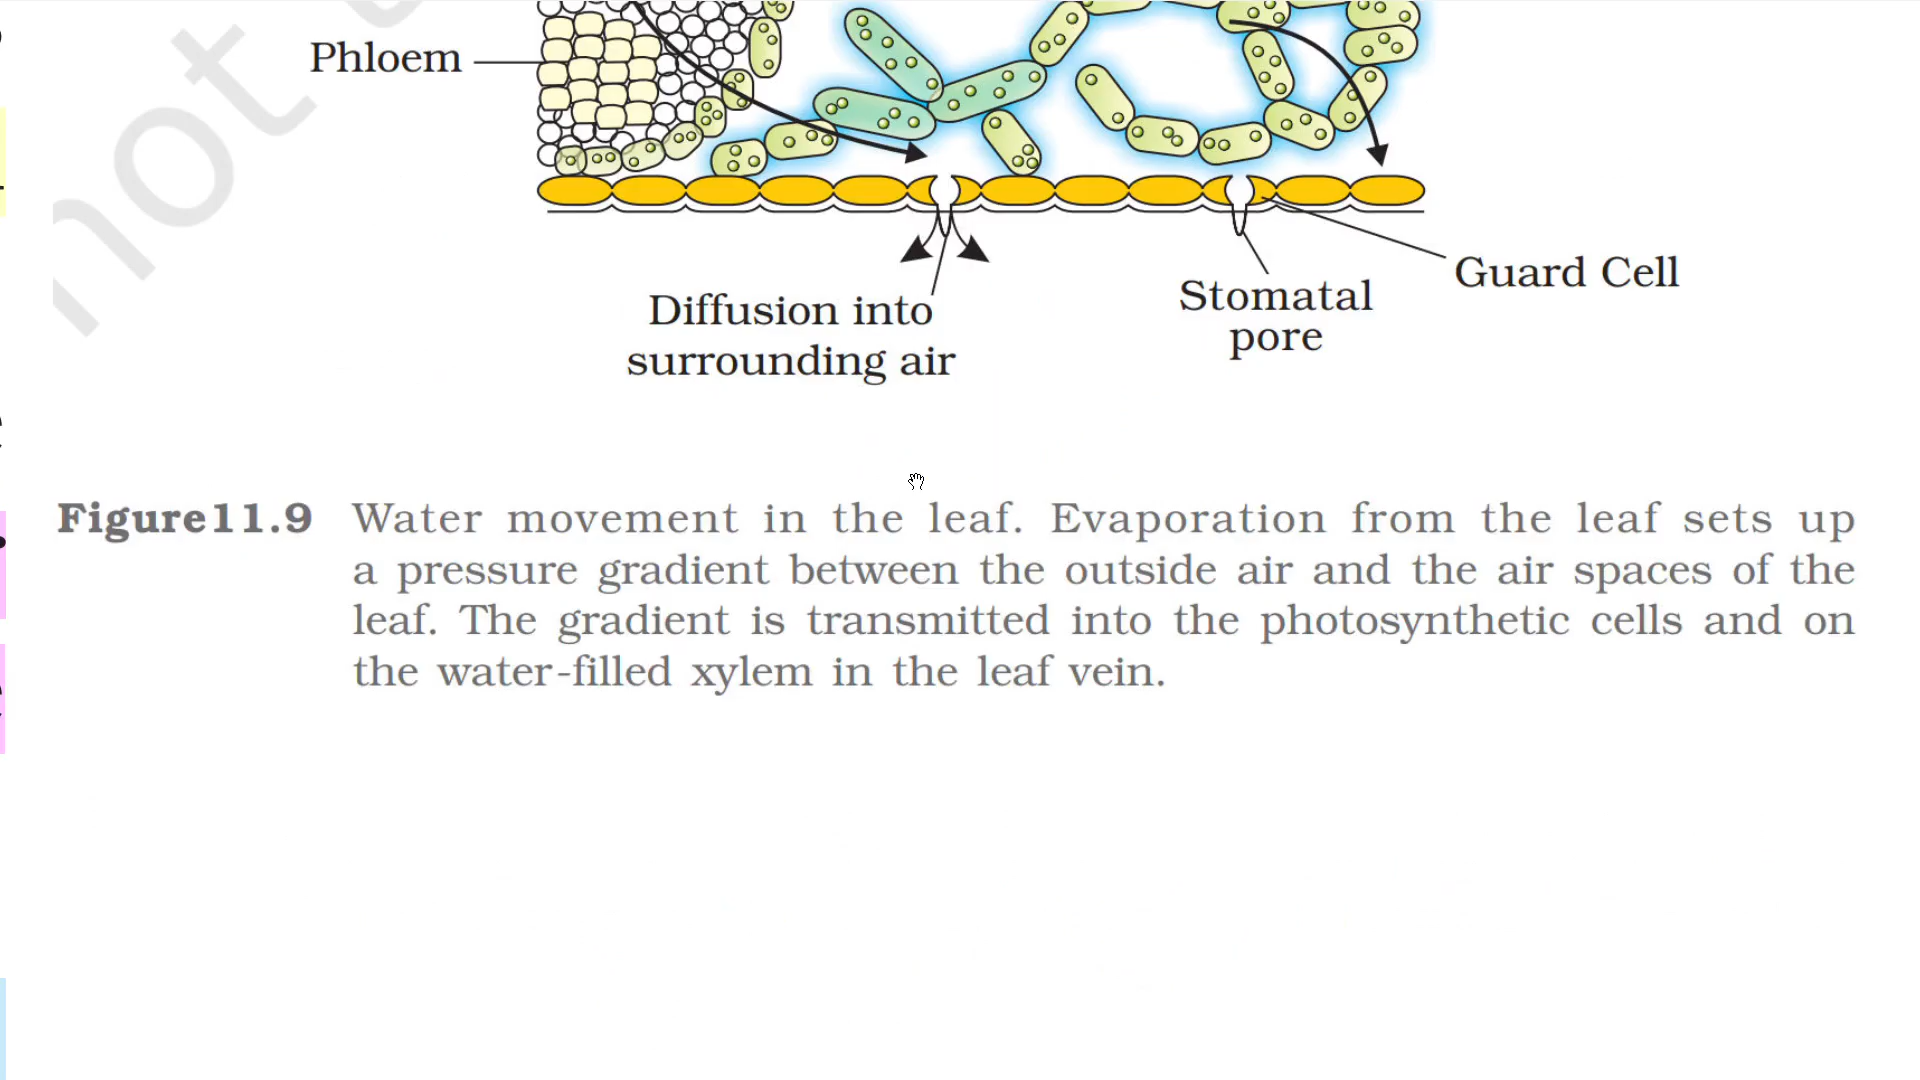 not
Phloem
Guard Cell
Stomatal
pore
Diffusion into
surrounding air
Figure11.9 Water movement in the leaf. Evaporation from the leaf sets up
a pressure gradient between the outside air and the air spaces of the
leaf. The gradient is transmitted into the photosynthetic cells and on
the water-filled xylem in the leaf vein.